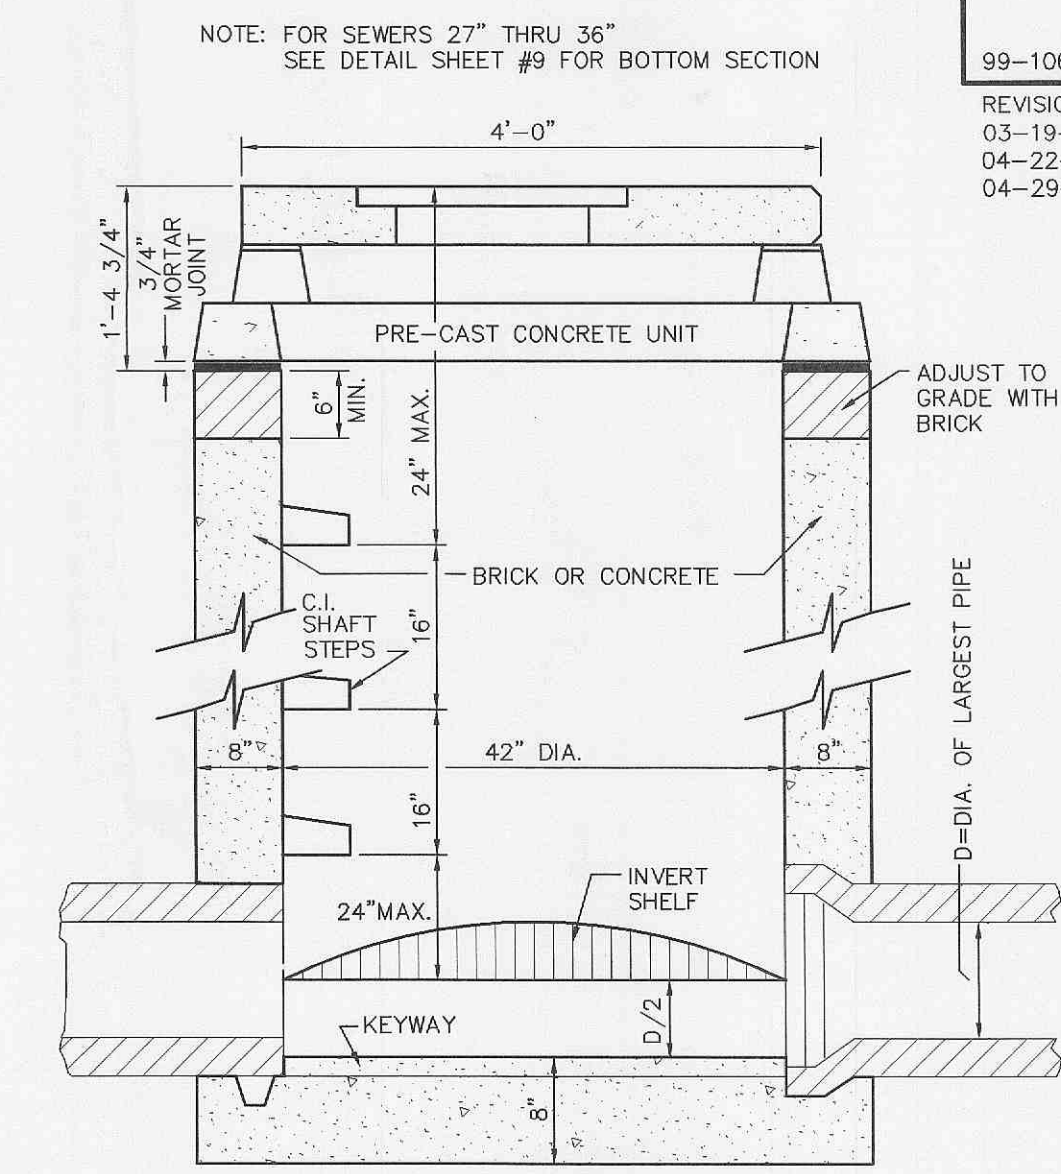 NOTE: FOR SEWERS 27" THRU 36"
SEE DETAIL SHEET #9 FOR BOTTOM SECTION
99-106
REVISIO
03-19-
04-22-
04-29
4'-0"
1'-4 3/4"
3/4"
MORTAR
JOINT
PRE-CAST CONCRETE UNIT
6"
MIN.
24" MAX.
ADJUST TO
GRADE WITH
BRICK
BRICK OR CONCRETE
C.I.
SHAFT
STEPS
16"
8"
42" DIA.
8"
D=DIA. OF LARGEST PIPE
16"
24"MAX.
INVERT
SHELF
KEYWAY
D/2
8"